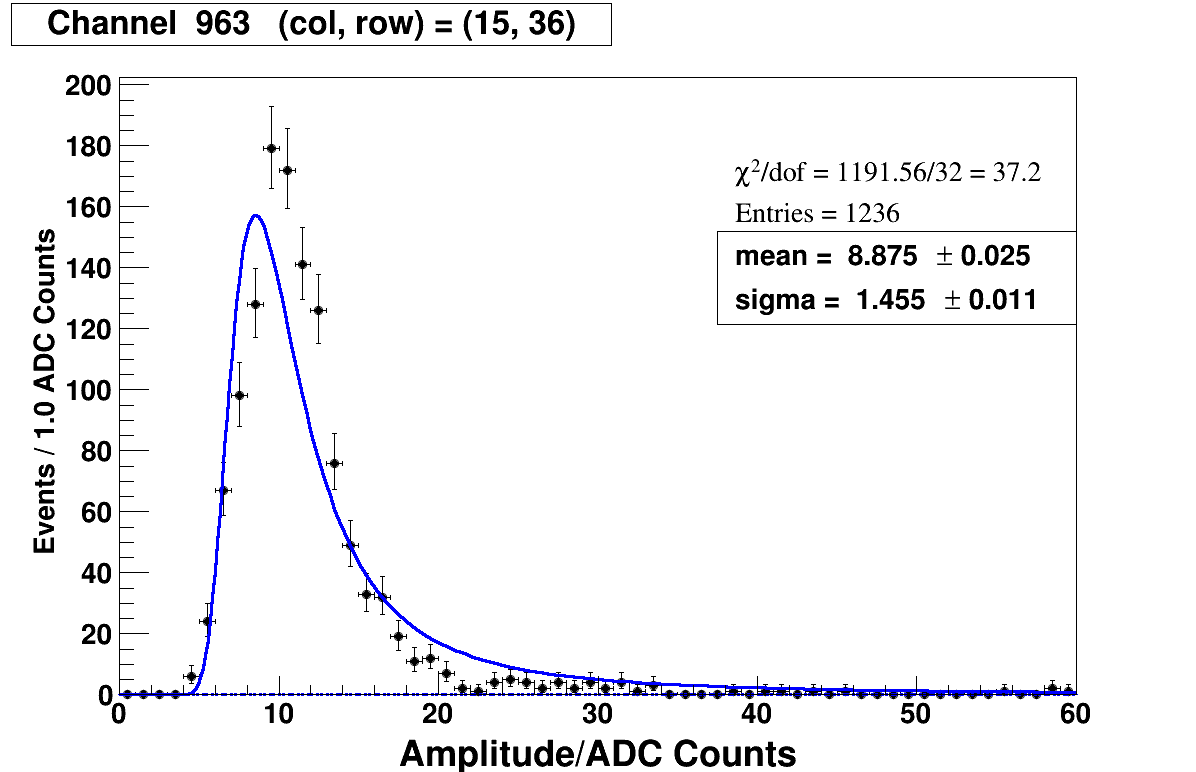 Channel 963 (col, row) = (15, 36)
200
180
160
140
120
100
80
60
40
20
0
Events / 1.0 ADC Counts
χ²/dof = 1191.56/32 = 37.2
Entries = 1236
mean = 8.875 ± 0.025
sigma = 1.455 ± 0.011
0 10 20 30 40 50 60
Amplitude/ADC Counts